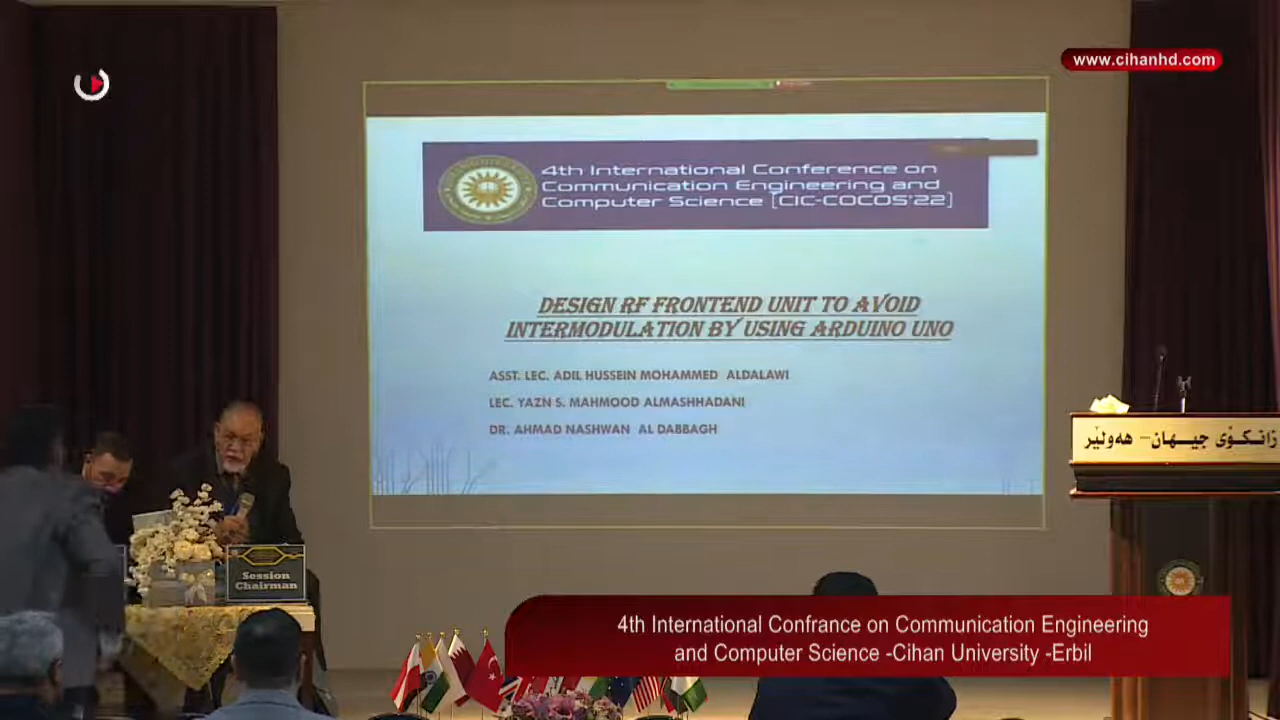 www.cihanhd.com
4th International Conference on
Communication Engineering and
Computer Science [CIC-COCOS'22]
DESIGN RF FRONTEND UNIT TO AVOID
INTERMODULATION BY USING ARDUINO UNO
ASST. LEC. ADIL HUSSEIN MOHAMMED ALDALAWI
LEC. YAZN S. MAHMOOD ALMASHHADANI
DR. AHMAD NASHWAN AL DABBAGH
زانکۆی جیهان - هەولێر
Session
Chairman
4th International Confrance on Communication Engineering
and Computer Science -Cihan University -Erbil